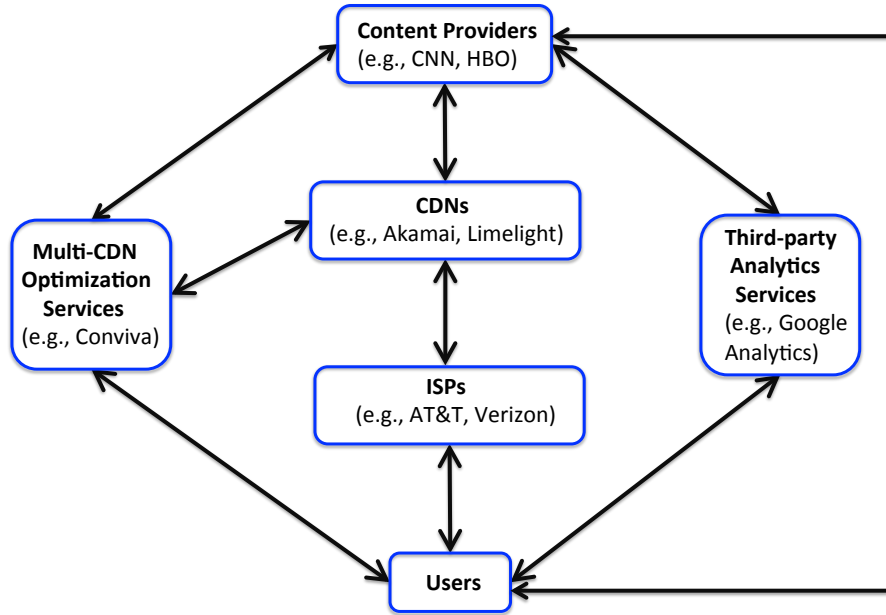 Content Providers
(e.g., CNN, HBO)
CDNs
(e.g., Akamai, Limelight)
Multi-CDN
Optimization
Services
(e.g., Conviva)
Third-party
Analytics
Services
(e.g., Google
Analytics)
ISPs
(e.g., AT&T, Verizon)
Users